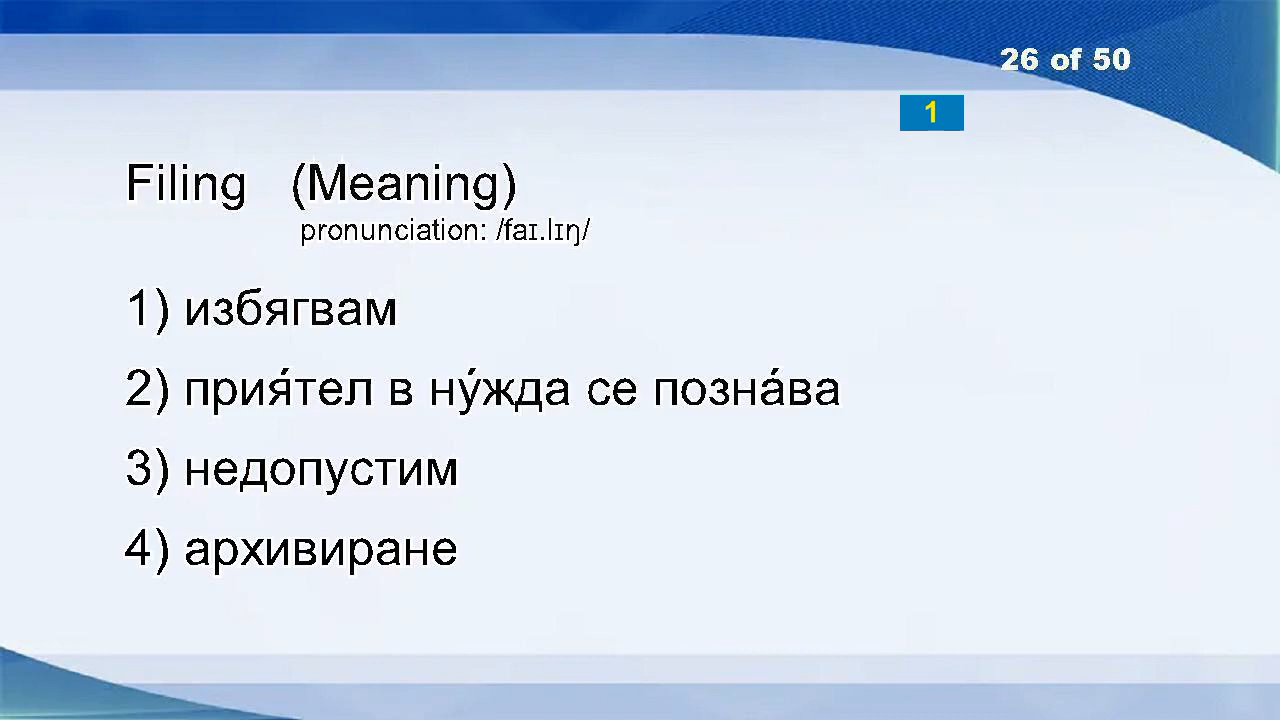 26 of 50
1
Filing (Meaning)
pronunciation: /faɪ.lɪŋ/
1) избягвам
2) прия́тел в ну́жда се позна́ва
3) недопустим
4) архивиране